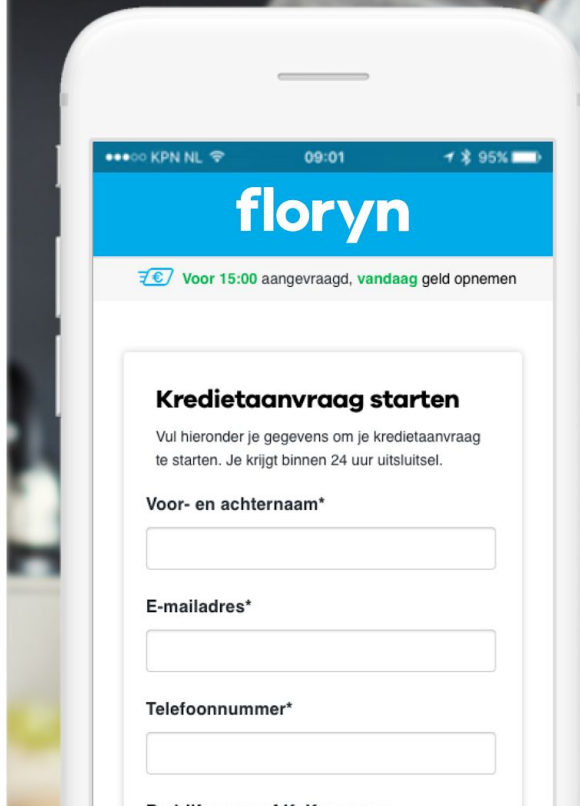 ●●●○○ KPN NL 09:01 95%
floryn
€ Voor 15:00 aangevraagd, vandaag geld opnemen
Kredietaanvraag starten
Vul hieronder je gegevens om je kredietaanvraag
te starten. Je krijgt binnen 24 uur uitsluitsel.
Voor- en achternaam*
E-mailadres*
Telefoonnummer*